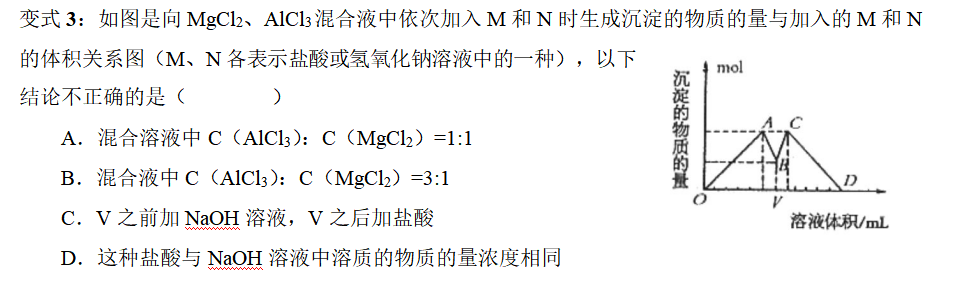 变式 3：如图是向 MgCl₂、AlCl₃混合液中依次加入 M 和 N 时生成沉淀的物质的量与加入的 M 和 N
的体积关系图（M、N 各表示盐酸或氢氧化钠溶液中的一种），以下
结论不正确的是（ ）
A．混合溶液中 C（AlCl₃）：C（MgCl₂）=1:1
B．混合液中 C（AlCl₃）：C（MgCl₂）=3:1
C．V 之前加 NaOH 溶液，V 之后加盐酸
D．这种盐酸与 NaOH 溶液中溶质的物质的量浓度相同
沉淀的物质的量
mol
A
C
B
D
O
V
溶液体积/mL